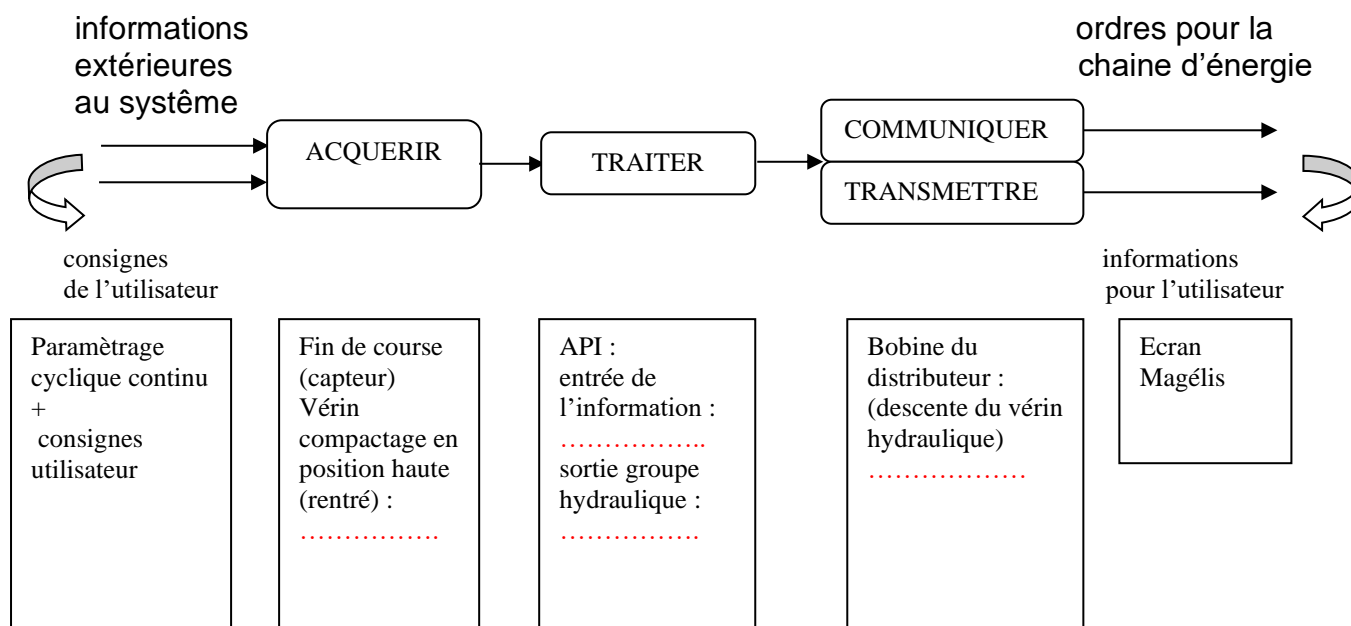 informations
extérieures
au systême
ordres pour la
chaine d’énergie
ACQUERIR
TRAITER
COMMUNIQUER
TRANSMETTRE
consignes
de l’utilisateur
informations
pour l’utilisateur
Paramètrage
cyclique continu
+
consignes
utilisateur
Fin de course
(capteur)
Vérin
compactage en
position haute
(rentré) :
…………….
API :
entrée de
l’information :
……………..
sortie groupe
hydraulique :
…………….
Bobine du
distributeur :
(descente du vérin
hydraulique)
………………
Ecran
Magélis